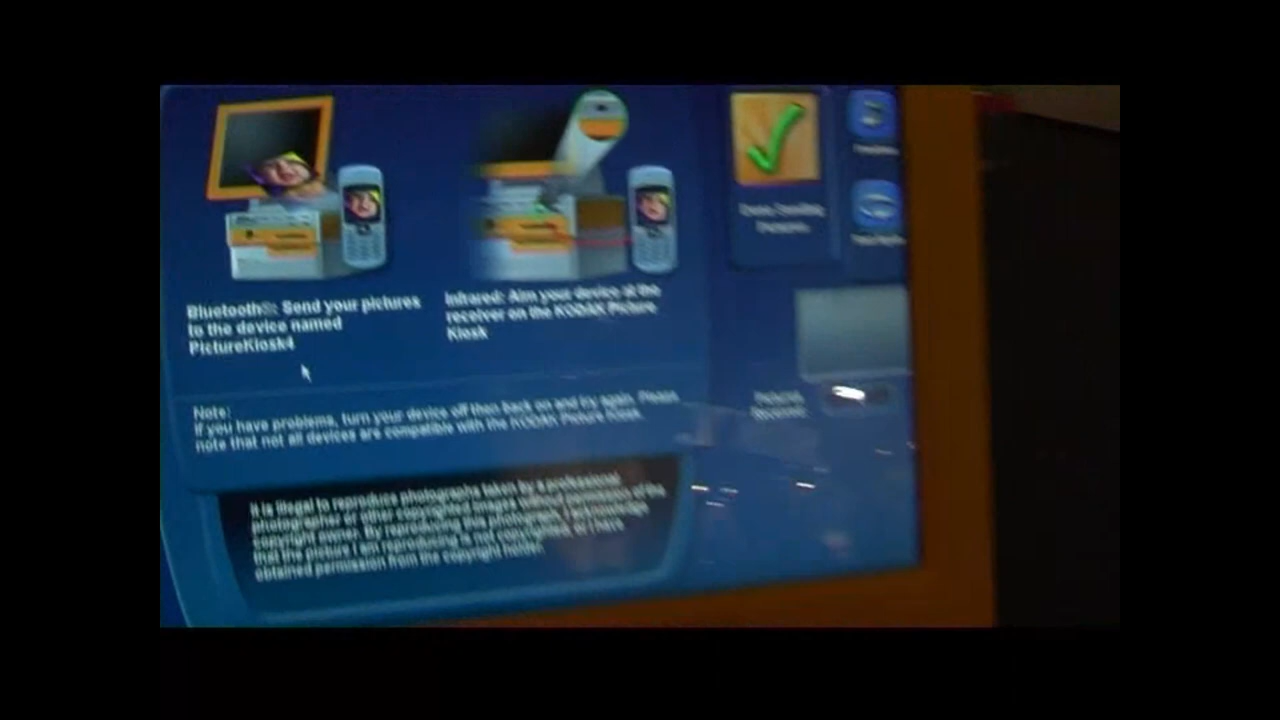 Bluetooth®: Send your pictures
to the device named
PictureKiosk4
Infrared: Aim your device at the
receiver on the KODAK Picture
Kiosk
Note:
If you have problems, turn your device off then back on and try again. Please
note that not all devices are compatible with the KODAK Picture Kiosk.
It is illegal to reproduce photographs taken by a professional
photographer or other copyrighted images without permission of the
copyright owner. By reproducing this photograph, I acknowledge
that the picture I am reproducing is not copyrighted or I have
obtained permission from the copyright holder.
Pictures